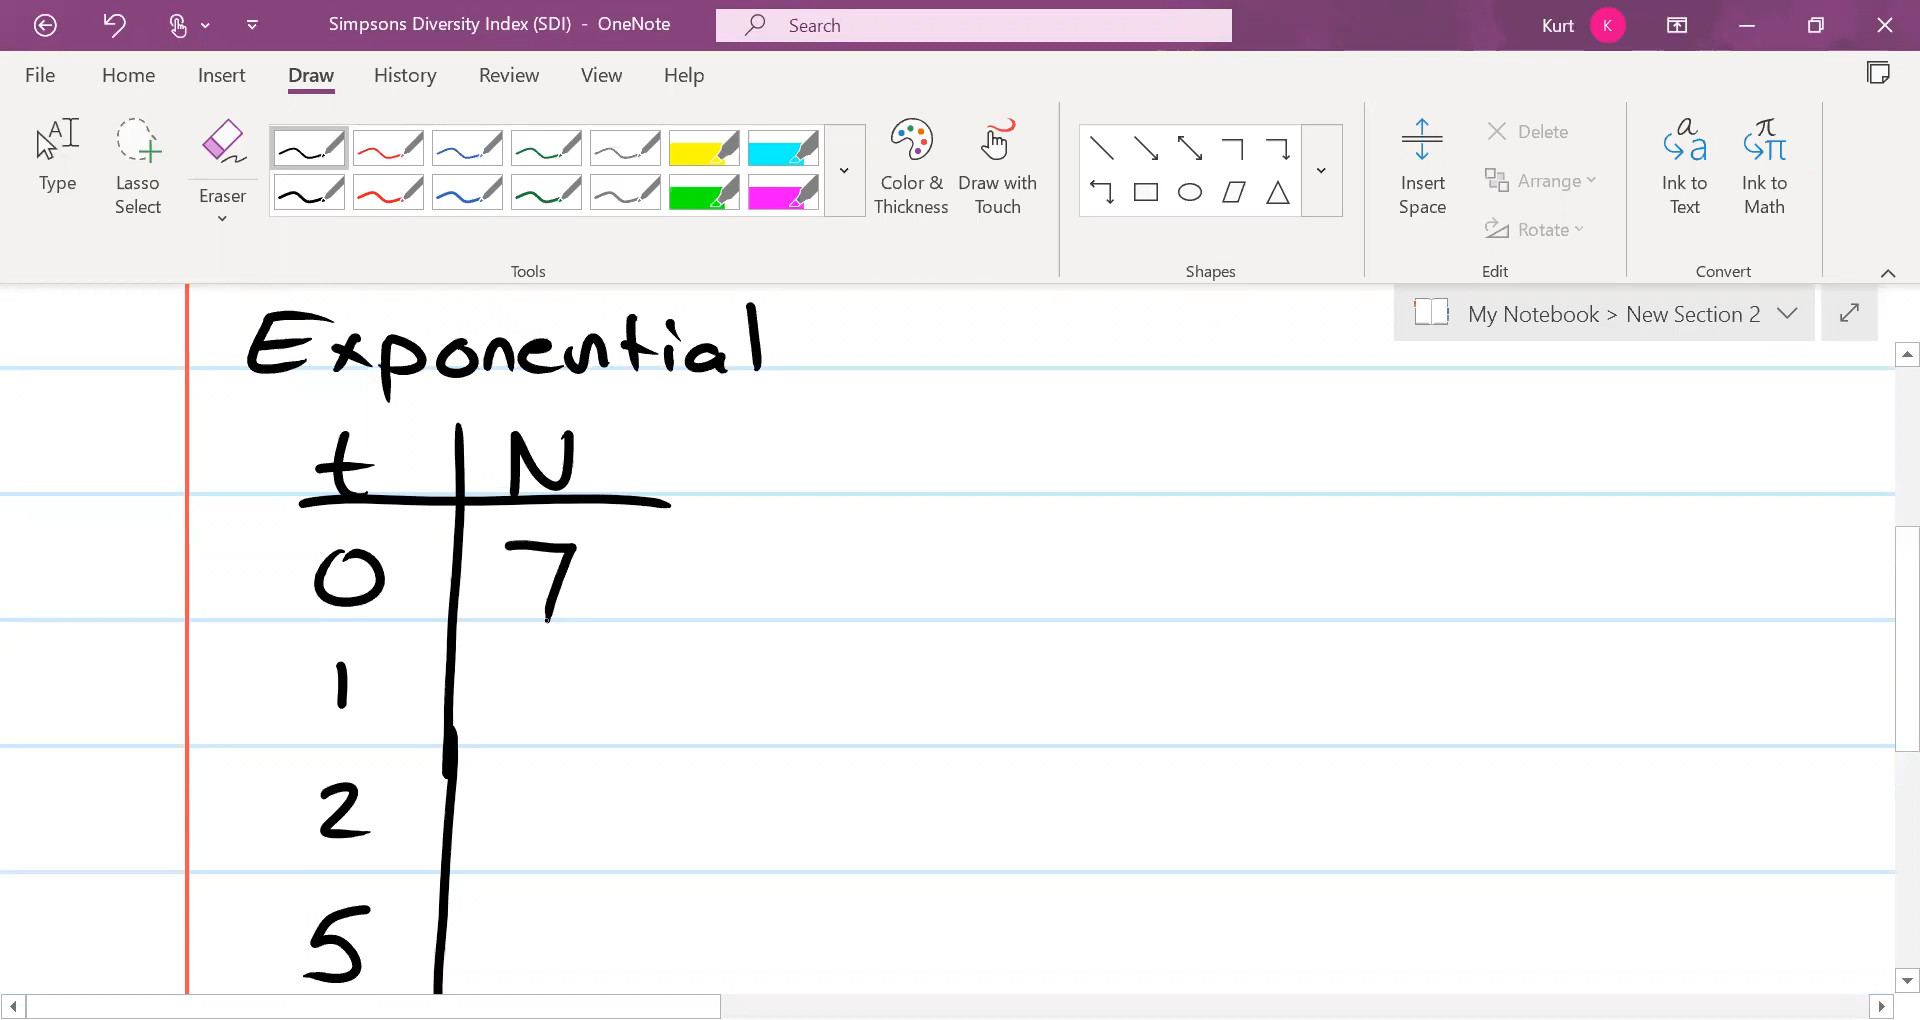 Simpsons Diversity Index (SDI) - OneNote
Search
Kurt K
File Home Insert Draw History Review View Help
Type
Lasso Select
Eraser
Color & Thickness
Draw with Touch
Insert Space
Delete
Arrange
Rotate
a a
Ink to Text
π π
Ink to Math
Tools Shapes Edit Convert
My Notebook > New Section 2
Exponential
t N
0 7
1
2
5